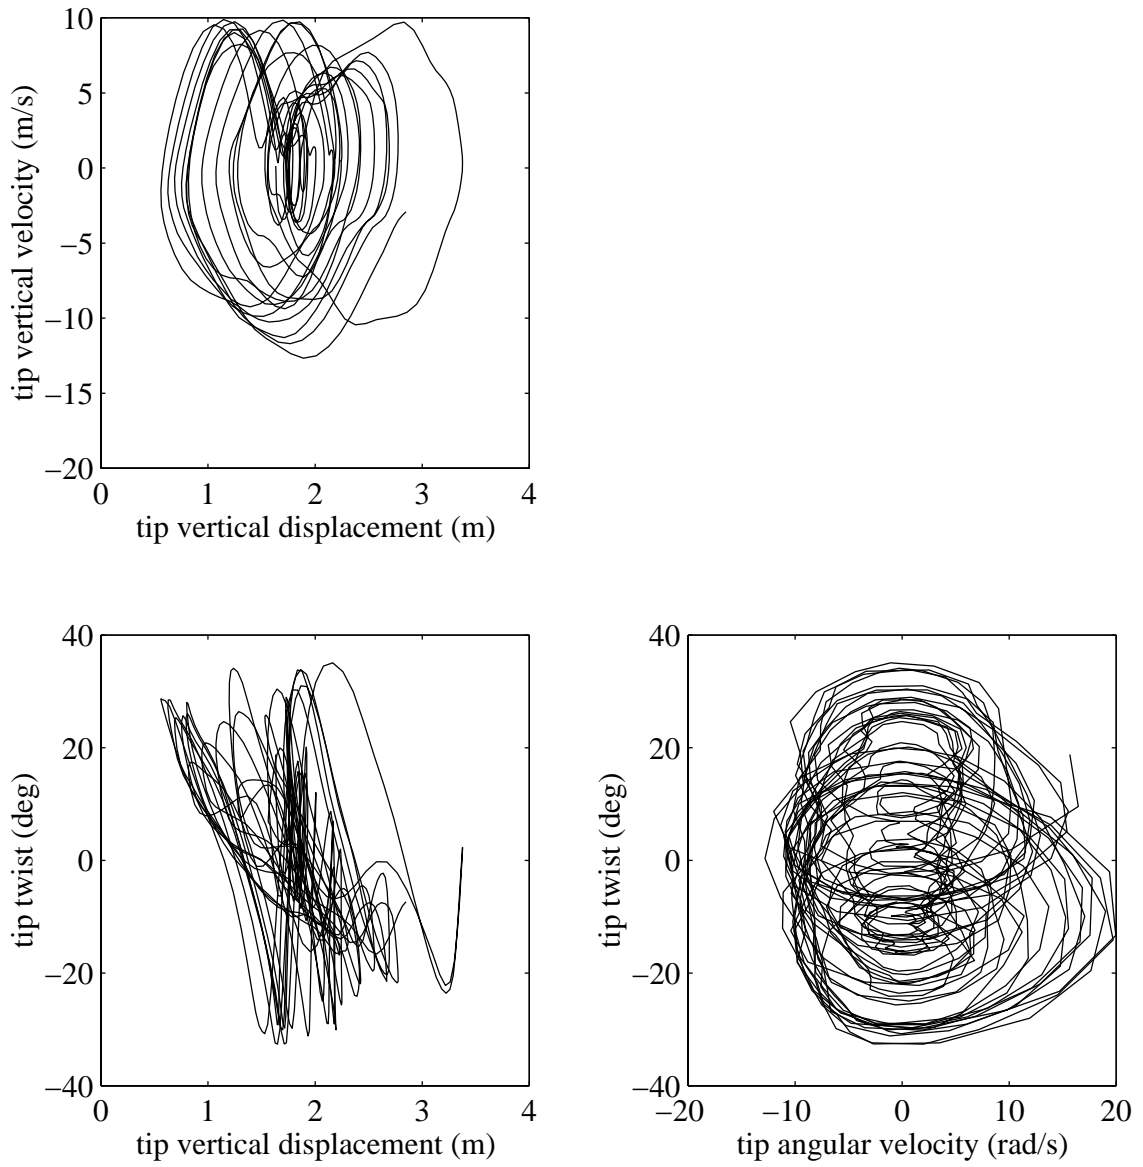 10
5
0
−5
−10
−15
−20
0 1 2 3 4
tip vertical velocity (m/s)
tip vertical displacement (m)
40
20
0
−20
−40
0 1 2 3 4
tip twist (deg)
tip vertical displacement (m)
40
20
0
−20
−40
−20 −10 0 10 20
tip twist (deg)
tip angular velocity (rad/s)